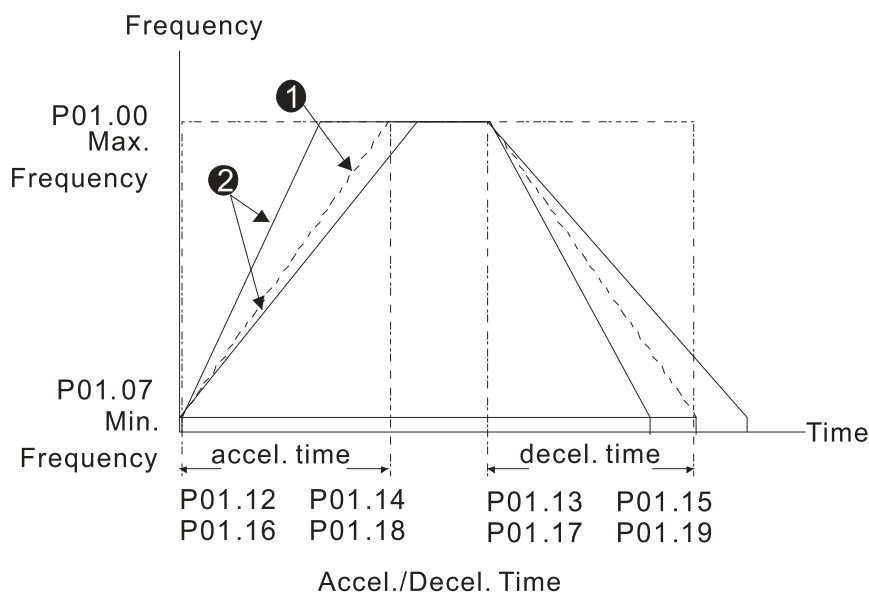 Frequency
1
P01.00
Max.
Frequency
2
P01.07
Min.
Frequency
Time
accel. time
decel. time
P01.12 P01.14
P01.16 P01.18
P01.13 P01.15
P01.17 P01.19
Accel./Decel. Time